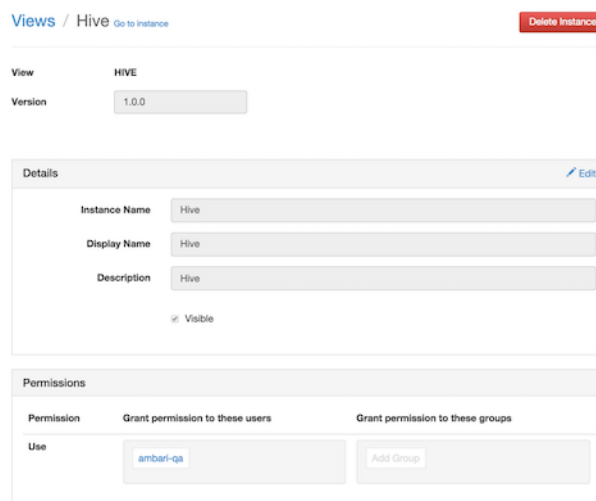 Views / Hive Go to instance
Delete Instance
View HIVE
Version 1.0.0
Details
Edit
Instance Name Hive
Display Name Hive
Description Hive
Visible
Permissions
Permission Grant permission to these users Grant permission to these groups
Use ambari-qa Add Group